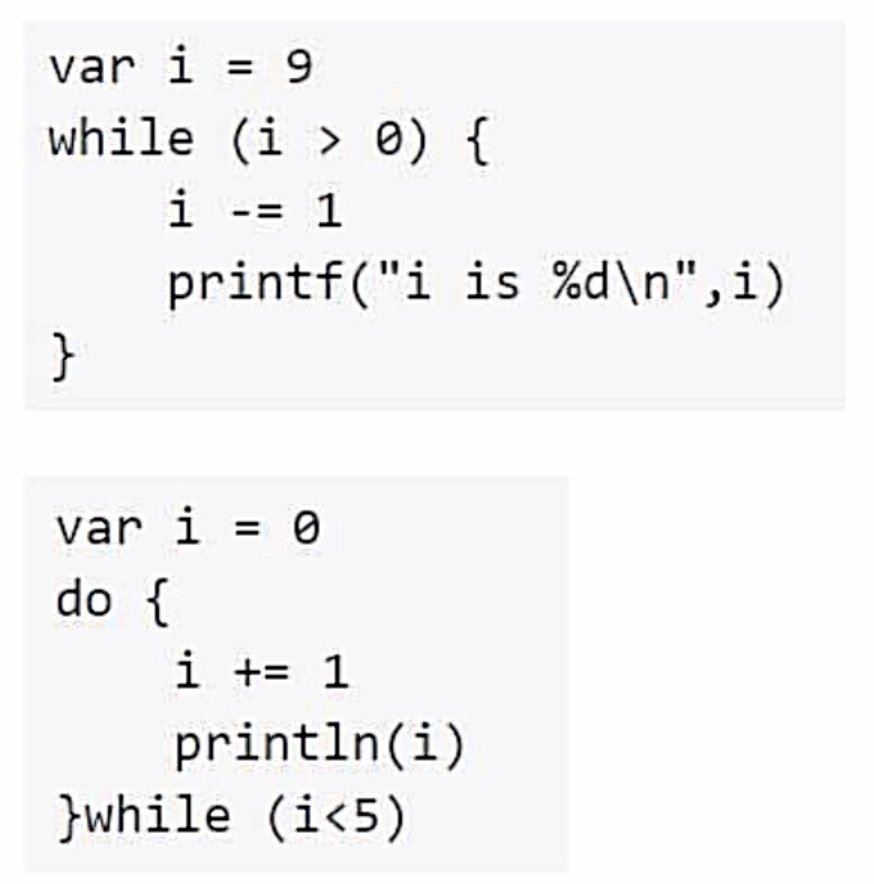 var i = 9
while (i > 0) {
    i -= 1
    printf("i is %d\n",i)
}
var i = 0
do {
    i += 1
    println(i)
}while (i<5)